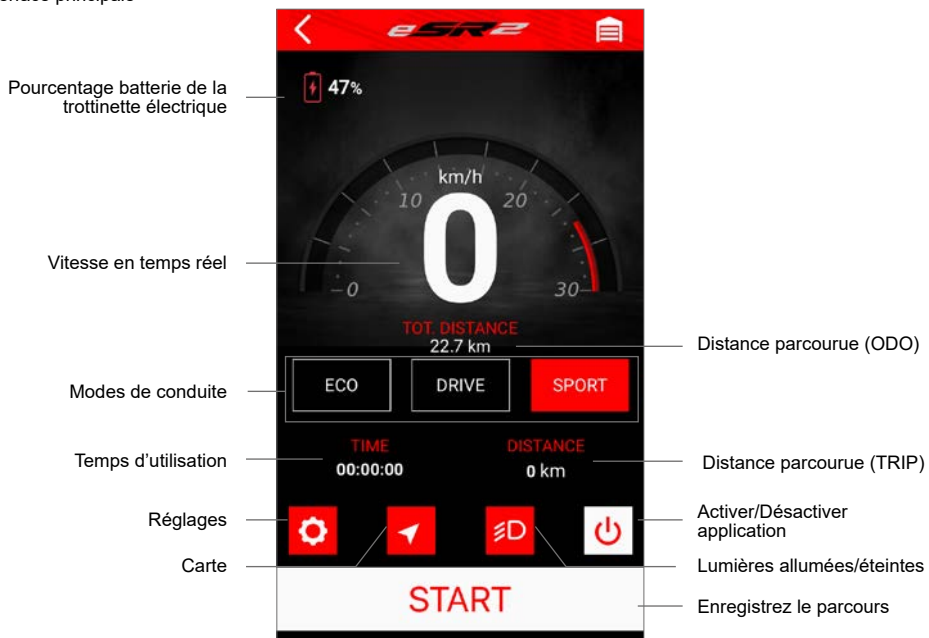 eSR2
Pourcentage batterie de la
trottinette électrique
47%
km/h
10
20
0
Vitesse en temps réel
0
30
TOT. DISTANCE
22.7 km
Distance parcourue (ODO)
Modes de conduite
ECO
DRIVE
SPORT
TIME
DISTANCE
Temps d'utilisation
00:00:00
0 km
Distance parcourue (TRIP)
Réglages
Activer/Désactiver
application
Carte
Lumières allumées/éteintes
START
Enregistrez le parcours